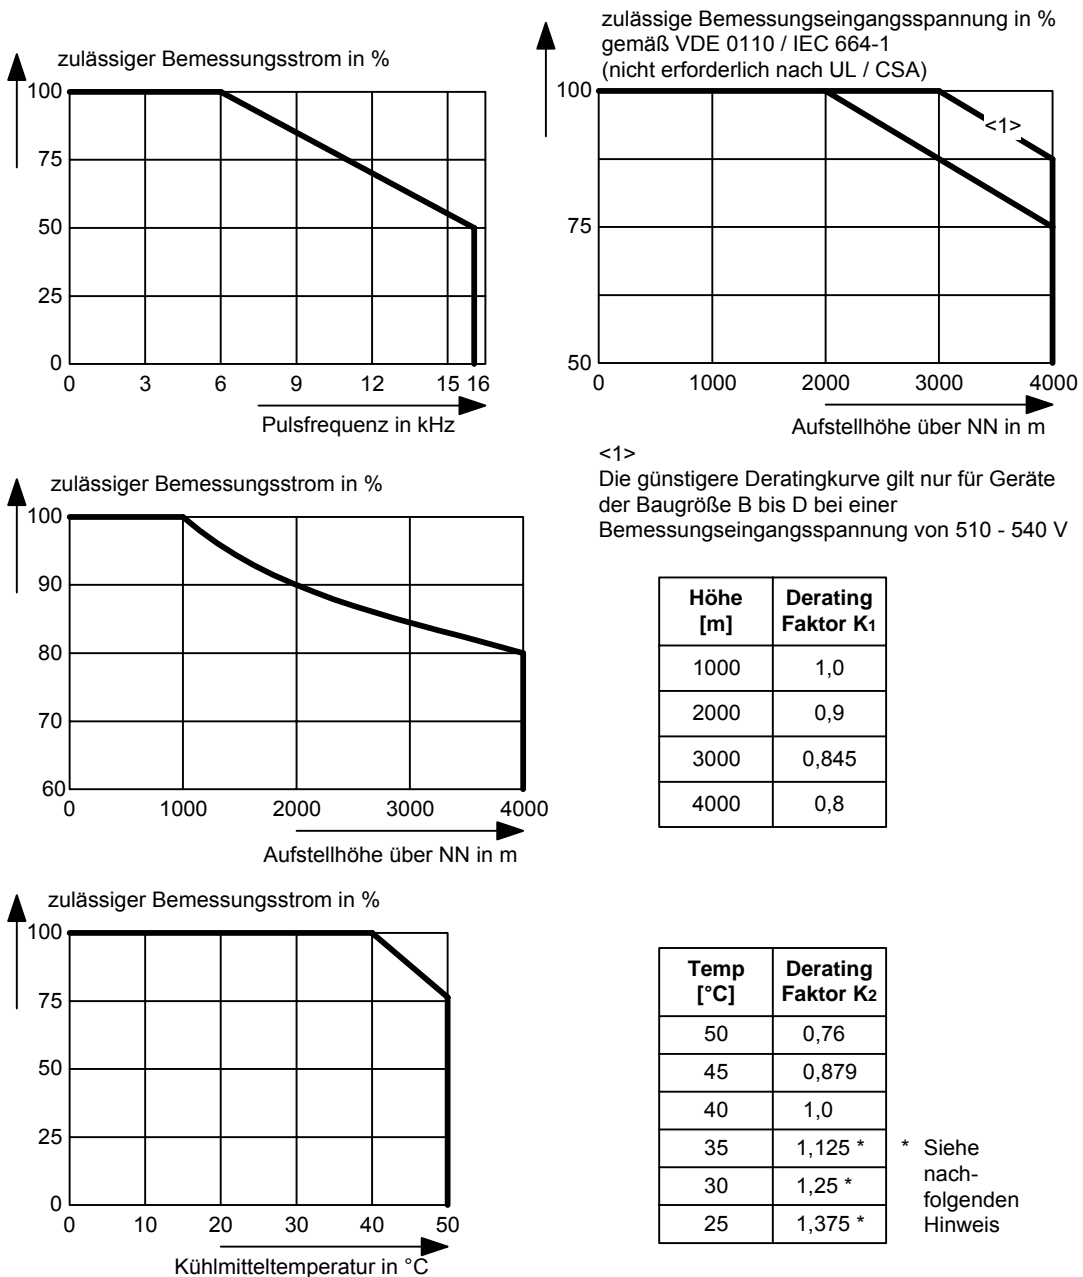 zulässiger Bemessungsstrom in %
100
75
50
25
0
0 3 6 9 12 15 16
Pulsfrequenz in kHz
zulässige Bemessungseingangsspannung in %
gemäß VDE 0110 / IEC 664-1
(nicht erforderlich nach UL / CSA)
100
<1>
75
50
0 1000 2000 3000 4000
Aufstellhöhe über NN in m
<1>
Die günstigere Deratingkurve gilt nur für Geräte
der Baugröße B bis D bei einer
Bemessungseingangsspannung von 510 - 540 V
zulässiger Bemessungsstrom in %
100
90
80
70
60
0 1000 2000 3000 4000
Aufstellhöhe über NN in m
Höhe Derating
[m] Faktor K1
1000 1,0
2000 0,9
3000 0,845
4000 0,8
zulässiger Bemessungsstrom in %
100
75
50
25
0
0 10 20 30 40 50
Kühlmitteltemperatur in °C
Temp Derating
[°C] Faktor K2
50 0,76
45 0,879
40 1,0
35 1,125 *
30 1,25 *
25 1,375 *
* Siehe
nach-
folgenden
Hinweis